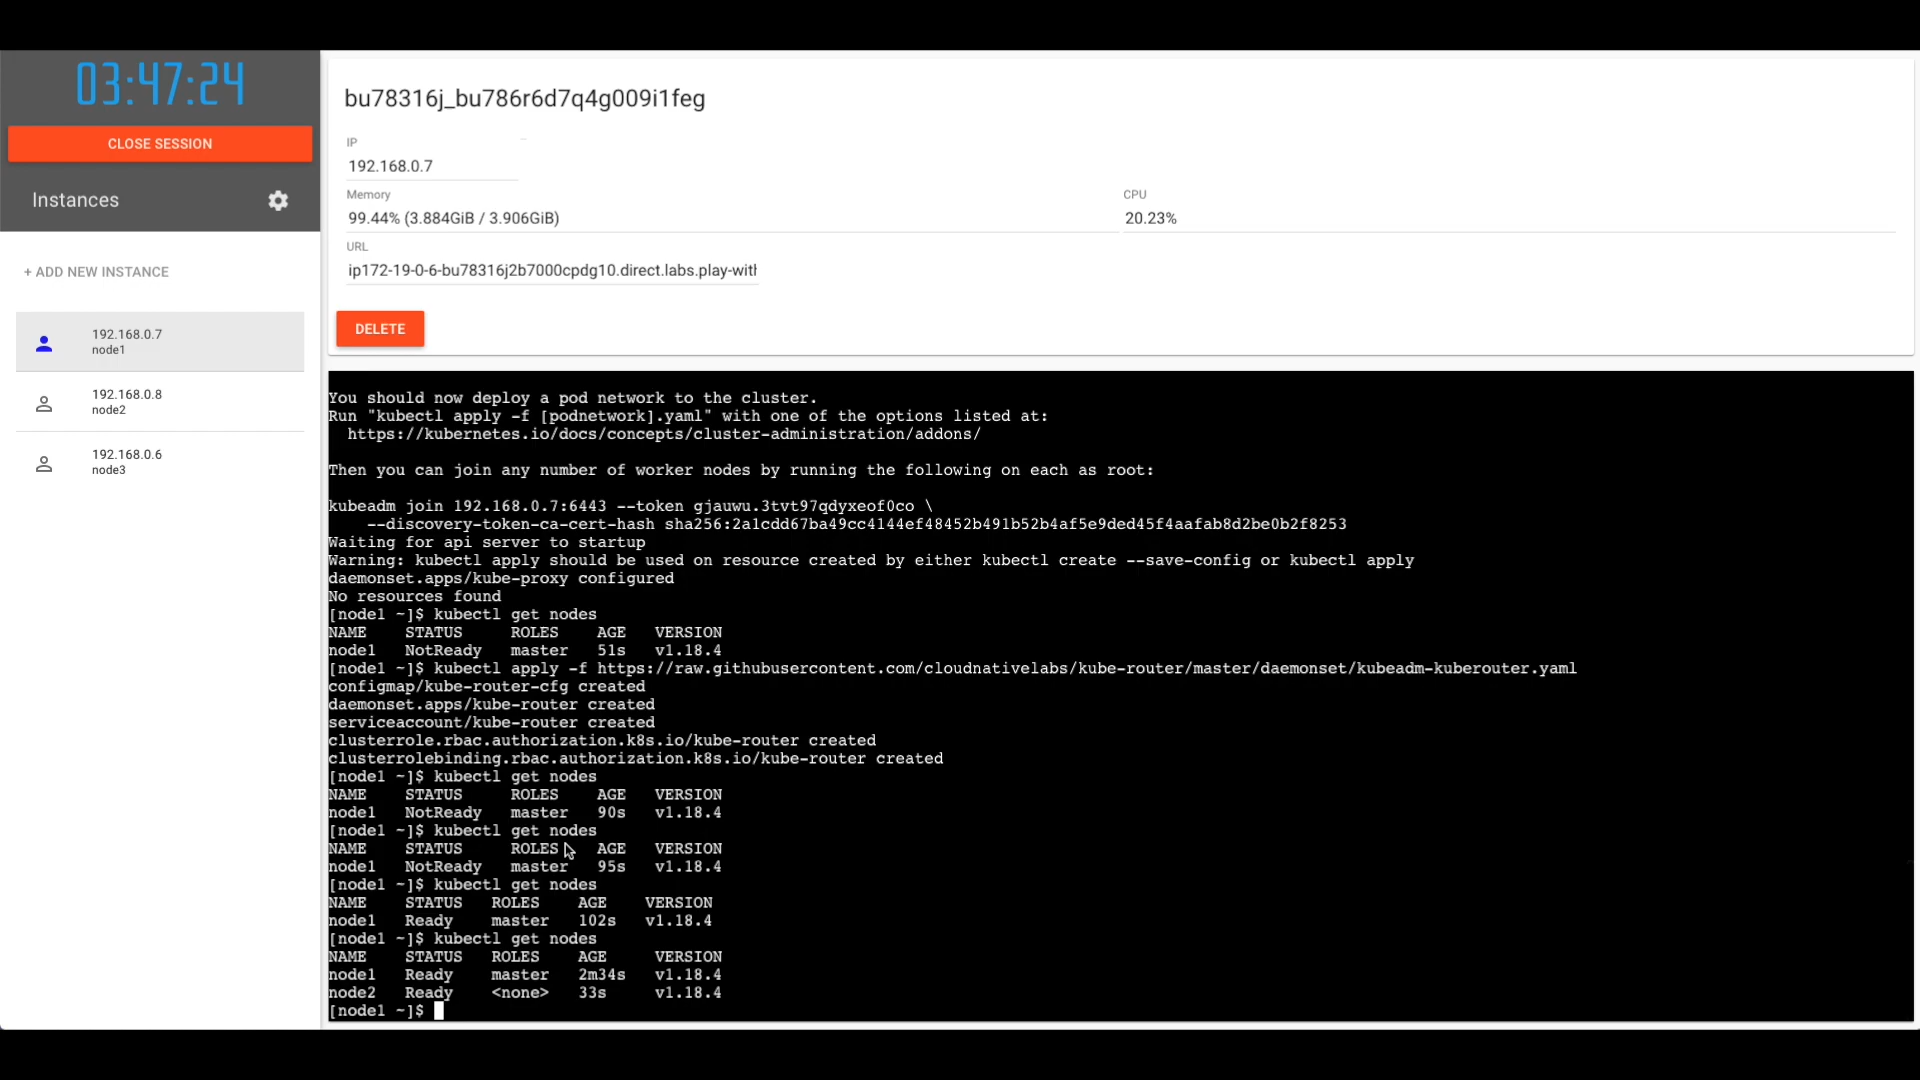 03:47:24
CLOSE SESSION
Instances
+ ADD NEW INSTANCE
192.168.0.7
node1
192.168.0.8
node2
192.168.0.6
node3
bu78316j_bu786r6d7q4g009i1feg
IP
192.168.0.7
Memory
99.44% (3.884GiB / 3.906GiB)
CPU
20.23%
URL
ip172-19-0-6-bu78316j2b7000cpdg10.direct.labs.play-with
DELETE
You should now deploy a pod network to the cluster.
Run "kubectl apply -f [podnetwork].yaml" with one of the options listed at:
https://kubernetes.io/docs/concepts/cluster-administration/addons/
Then you can join any number of worker nodes by running the following on each as root:
kubeadm join 192.168.0.7:6443 --token gjauwu.3tvt97qdyxeof0co \
--discovery-token-ca-cert-hash sha256:2a1cdd67ba49cc4144ef48452b491b52b4af5e9ded45f4aafab8d2be0b2f8253
Waiting for api server to startup
Warning: kubectl apply should be used on resource created by either kubectl create --save-config or kubectl apply
daemonset.apps/kube-proxy configured
No resources found
[node1 ~]$ kubectl get nodes
NAME    STATUS     ROLES    AGE   VERSION
node1   NotReady   master   51s   v1.18.4
[node1 ~]$ kubectl apply -f https://raw.githubusercontent.com/cloudnativelabs/kube-router/master/daemonset/kubeadm-kuberouter.yaml
configmap/kube-router-cfg created
daemonset.apps/kube-router created
serviceaccount/kube-router created
clusterrole.rbac.authorization.k8s.io/kube-router created
clusterrolebinding.rbac.authorization.k8s.io/kube-router created
[node1 ~]$ kubectl get nodes
NAME    STATUS     ROLES    AGE   VERSION
node1   NotReady   master   90s   v1.18.4
[node1 ~]$ kubectl get nodes
NAME    STATUS     ROLES    AGE   VERSION
node1   NotReady   master   95s   v1.18.4
[node1 ~]$ kubectl get nodes
NAME    STATUS   ROLES    AGE    VERSION
node1   Ready    master   102s   v1.18.4
[node1 ~]$ kubectl get nodes
NAME    STATUS   ROLES    AGE     VERSION
node1   Ready    master   2m34s   v1.18.4
node2   Ready    <none>   33s     v1.18.4
[node1 ~]$